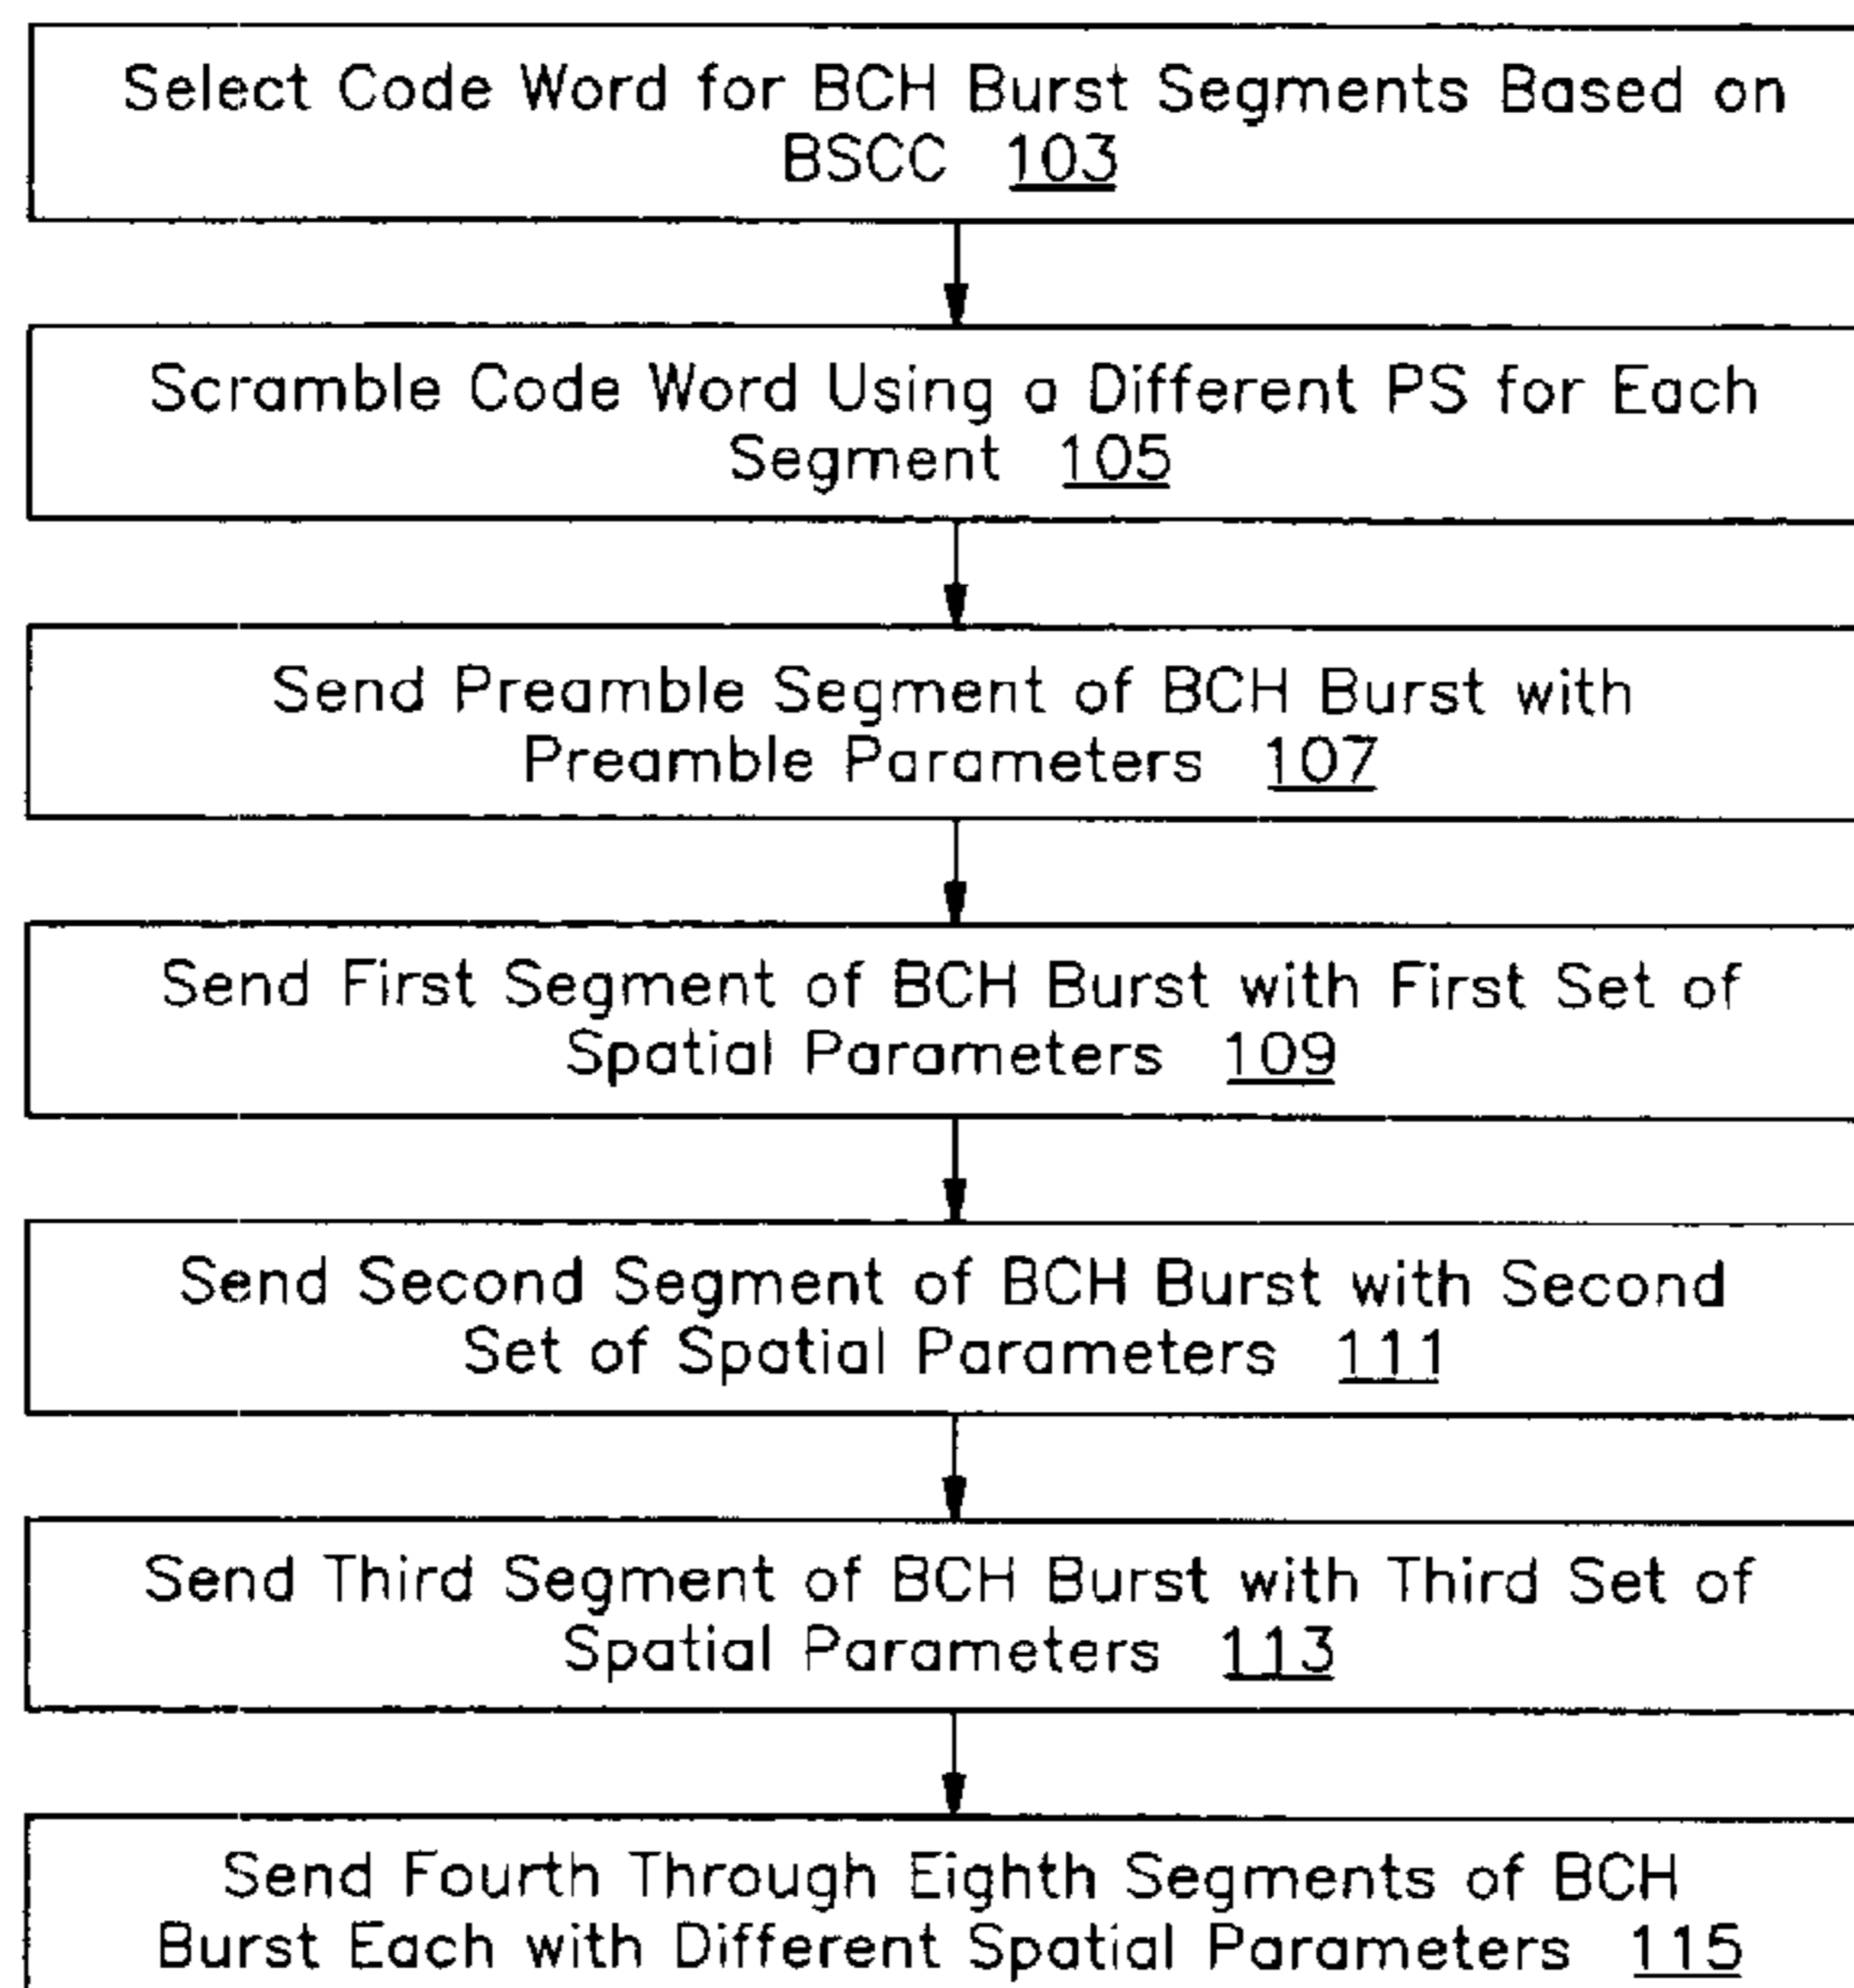 Select Code Word for BCH Burst Segments Based on
BSCC 103
Scramble Code Word Using a Different PS for Each
Segment 105
Send Preamble Segment of BCH Burst with
Preamble Parameters 107
Send First Segment of BCH Burst with First Set of
Spatial Parameters 109
Send Second Segment of BCH Burst with Second
Set of Spatial Parameters 111
Send Third Segment of BCH Burst with Third Set of
Spatial Parameters 113
Send Fourth Through Eighth Segments of BCH
Burst Each with Different Spatial Parameters 115